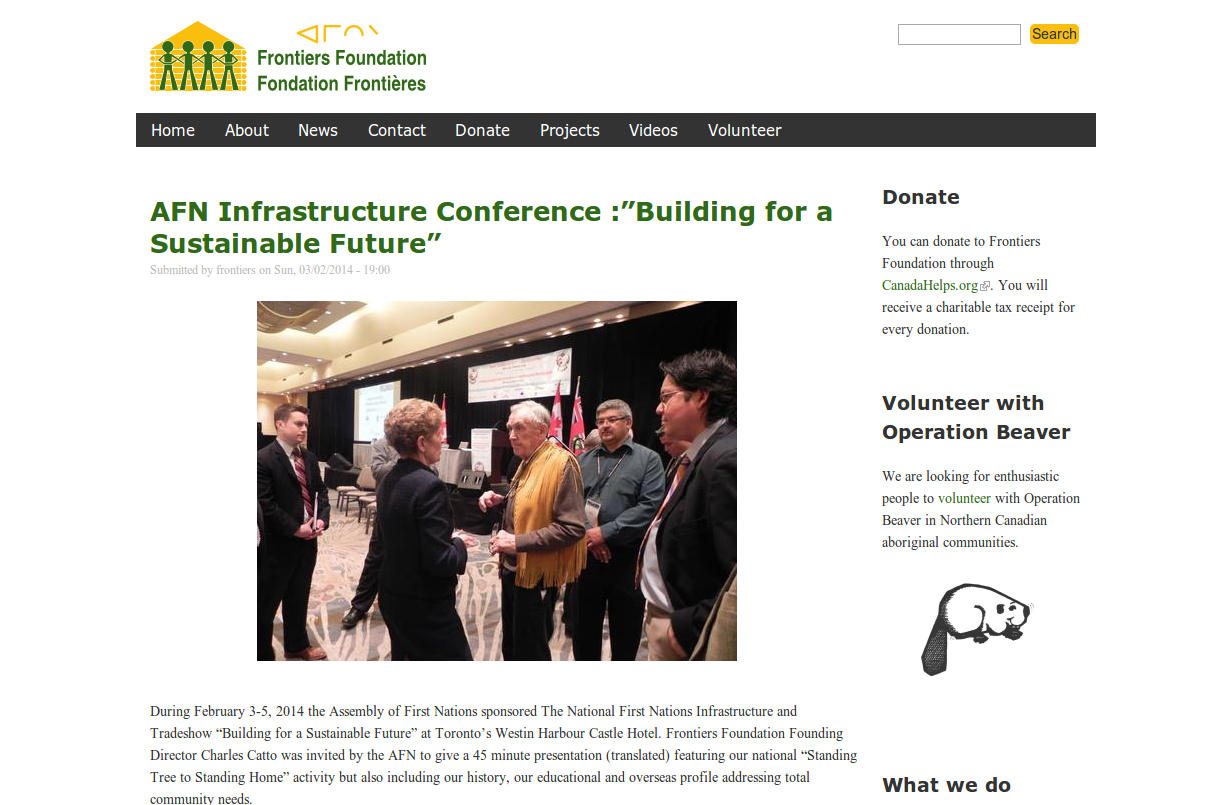 ᐊᒥᑎᐠ
Frontiers Foundation
Fondation Frontières
Search
Home About News Contact Donate Projects Videos Volunteer
AFN Infrastructure Conference :”Building for a
Sustainable Future”
Submitted by frontiers on Sun, 03/02/2014 - 19:00
During February 3-5, 2014 the Assembly of First Nations sponsored The National First Nations Infrastructure and
Tradeshow “Building for a Sustainable Future” at Toronto’s Westin Harbour Castle Hotel. Frontiers Foundation Founding
Director Charles Catto was invited by the AFN to give a 45 minute presentation (translated) featuring our national “Standing
Tree to Standing Home” activity but also including our history, our educational and overseas profile addressing total
community needs.
Donate
You can donate to Frontiers
Foundation through
CanadaHelps.org. You will
receive a charitable tax receipt for
every donation.
Volunteer with
Operation Beaver
We are looking for enthusiastic
people to volunteer with Operation
Beaver in Northern Canadian
aboriginal communities.
What we do